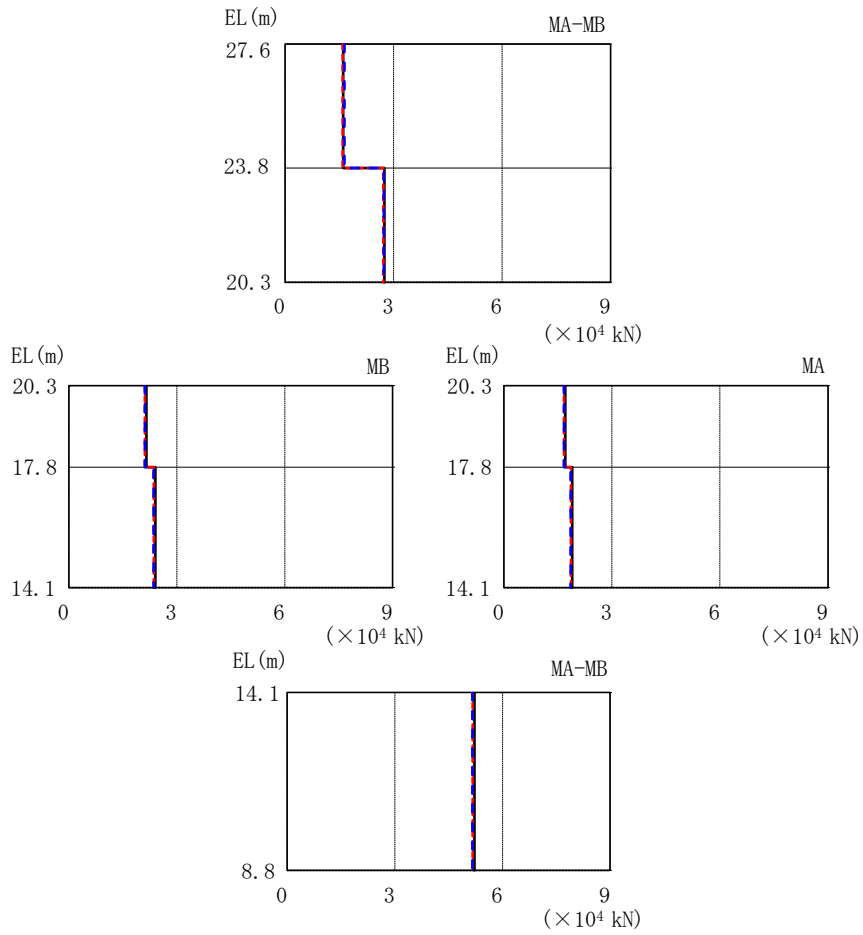 EL(m)
MA-MB
27.6
23.8
20.3
0 3 6 9
(×10⁴ kN)
EL(m)
MB
20.3
17.8
14.1
0 3 6 9
(×10⁴ kN)
EL(m)
MA
20.3
17.8
14.1
0 3 6 9
(×10⁴ kN)
EL(m)
MA-MB
14.1
8.8
0 3 6 9
(×10⁴ kN)